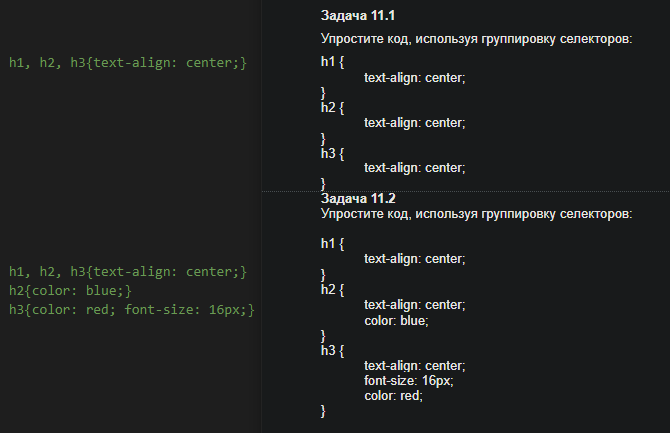 h1, h2, h3{text-align: center;}
h1, h2, h3{text-align: center;}
h2{color: blue;}
h3{color: red; font-size: 16px;}
Задача 11.1
Упростите код, используя группировку селекторов:
h1 {
text-align: center;
}
h2 {
text-align: center;
}
h3 {
text-align: center;
}
Задача 11.2
Упростите код, используя группировку селекторов:
h1 {
text-align: center;
}
h2 {
text-align: center;
color: blue;
}
h3 {
text-align: center;
font-size: 16px;
color: red;
}